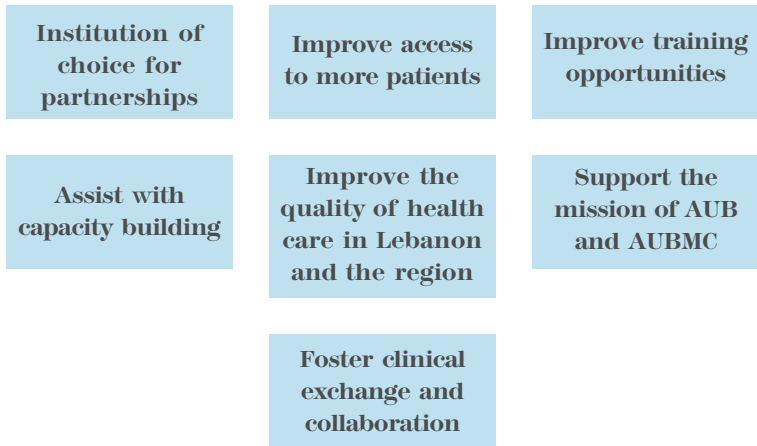 Institution of
choice for
partnerships
Improve access
to more patients
Improve training
opportunities
Assist with
capacity building
Improve the
quality of health
care in Lebanon
and the region
Support the
mission of AUB
and AUBMC
Foster clinical
exchange and
collaboration